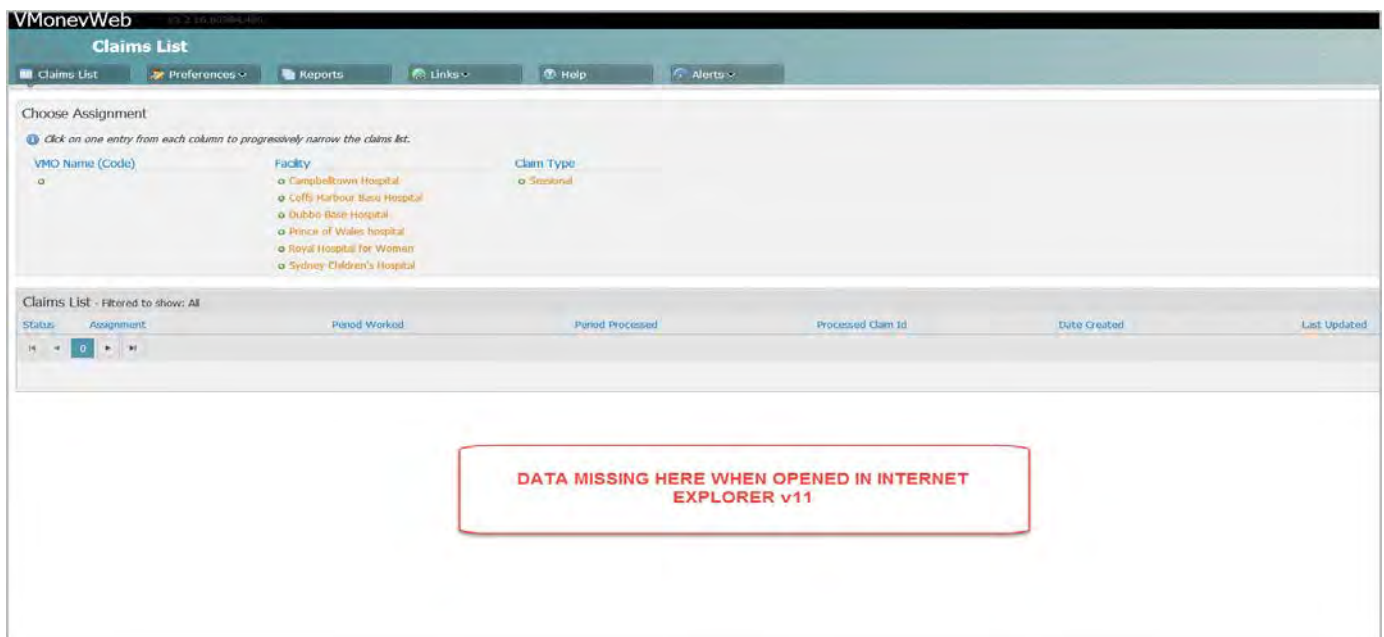 VMoneyWeb
Claims List
Claims List Preferences Reports Links Help Alerts
Choose Assignment
Click on one entry from each column to progressively narrow the claims list.
VMO Name (Code) Facility Claim Type
Campbelltown Hospital Sessional
Coffs Harbour Base Hospital
Dubbo Base Hospital
Prince of Wales hospital
Royal Hospital for Women
Sydney Children's Hospital
Claims List - Filtered to show: All
Status Assignment Period Worked Period Processed Processed Claim Id Date Created Last Updated
0
DATA MISSING HERE WHEN OPENED IN INTERNET
EXPLORER v11